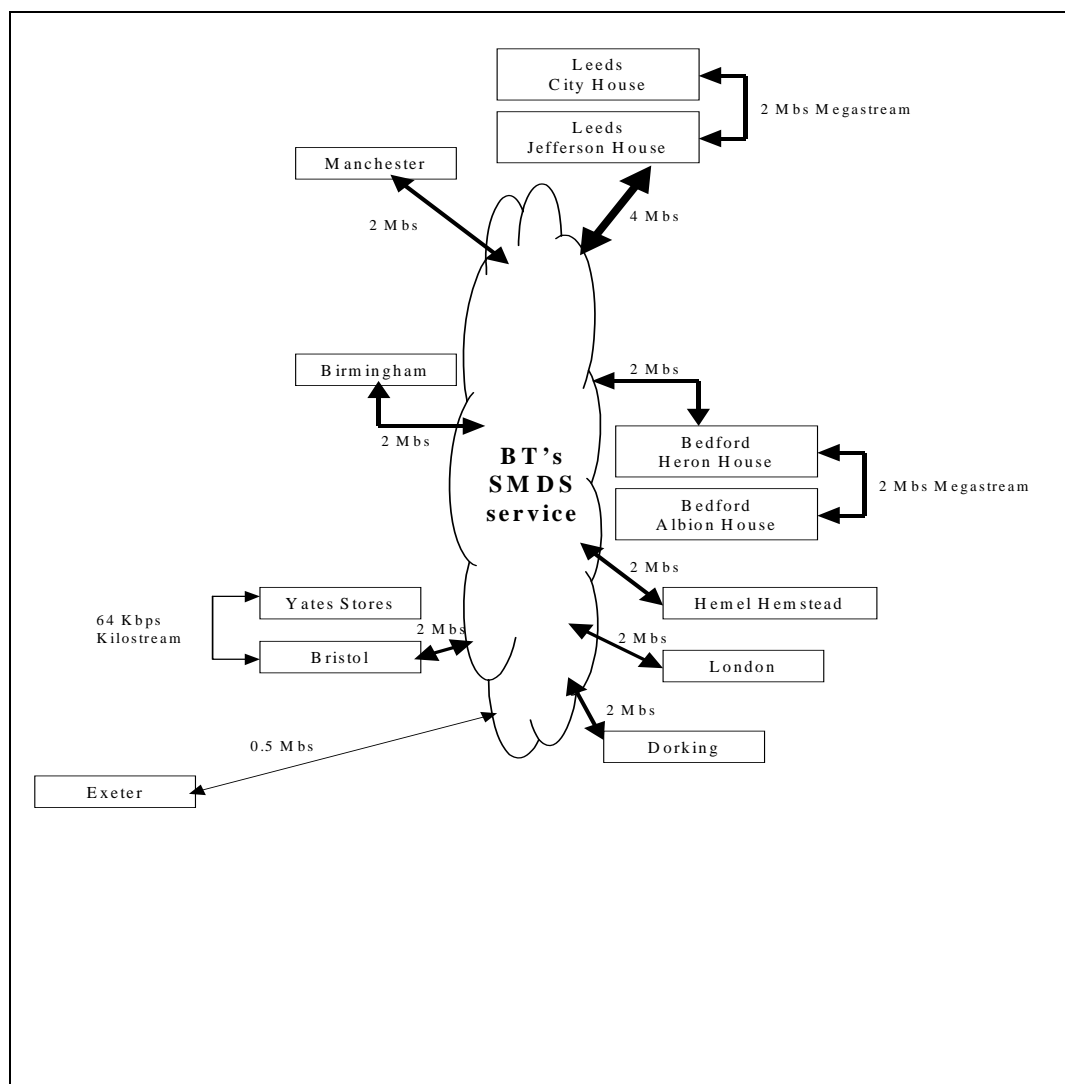 Leeds
City House
2 Mbs Megastream
Leeds
Jefferson House
Manchester
4 Mbs
2 Mbs
Birmingham
2 Mbs
2 Mbs
BT's
SMDS
service
Bedford
Heron House
2 Mbs Megastream
Bedford
Albion House
2 Mbs
Hemel Hemstead
64 Kbps
Kilostream
Yates Stores
2 Mbs
Bristol
2 Mbs
London
2 Mbs
Dorking
0.5 Mbs
Exeter